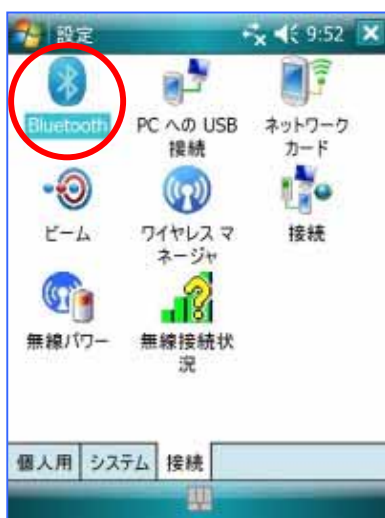 設定 9:52
Bluetooth PC への USB ネットワーク
接続 カード
ビーム ワイヤレス マ 接続
ネージャ
無線パワー 無線接続状
況
個人用 システム 接続